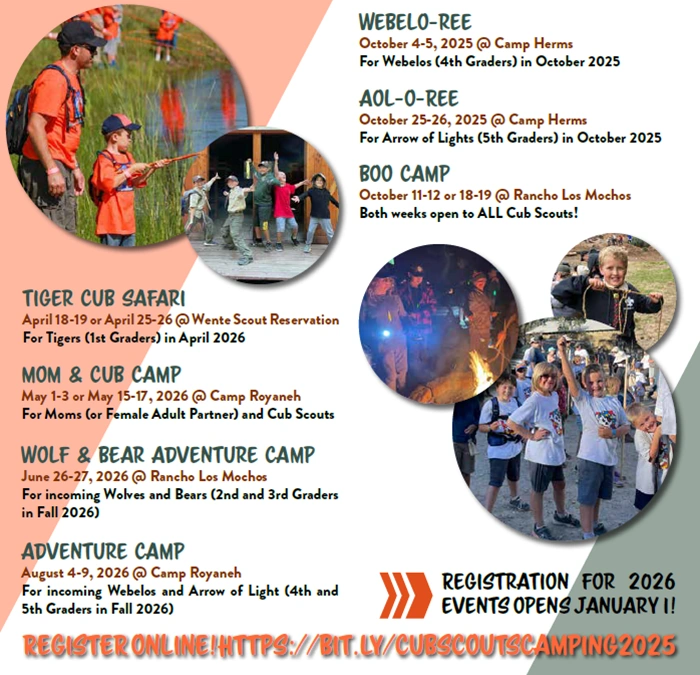 WEBELO-REE
October 4-5, 2025 @ Camp Herms
For Webelos (4th Graders) in October 2025
AOL-O-REE
October 25-26, 2025 @ Camp Herms
For Arrow of Lights (5th Graders) in October 2025
BOO CAMP
October 11-12 or 18-19 @ Rancho Los Mochos
Both weeks open to ALL Cub Scouts!
TIGER CUB SAFARI
April 18-19 or April 25-26 @ Wente Scout Reservation
For Tigers (1st Graders) in April 2026
MOM & CUB CAMP
May 1-3 or May 15-17, 2026 @ Camp Royaneh
For Moms (or Female Adult Partner) and Cub Scouts
WOLF & BEAR ADVENTURE CAMP
June 26-27, 2026 @ Rancho Los Mochos
For incoming Wolves and Bears (2nd and 3rd Graders
in Fall 2026)
ADVENTURE CAMP
August 4-9, 2026 @ Camp Royaneh
For incoming Webelos and Arrow of Light (4th and
5th Graders in Fall 2026)
REGISTRATION FOR 2026
EVENTS OPENS JANUARY 1!
REGISTER ONLINE! HTTPS://BIT.LY/CUBSCOUTSCAMPING2025